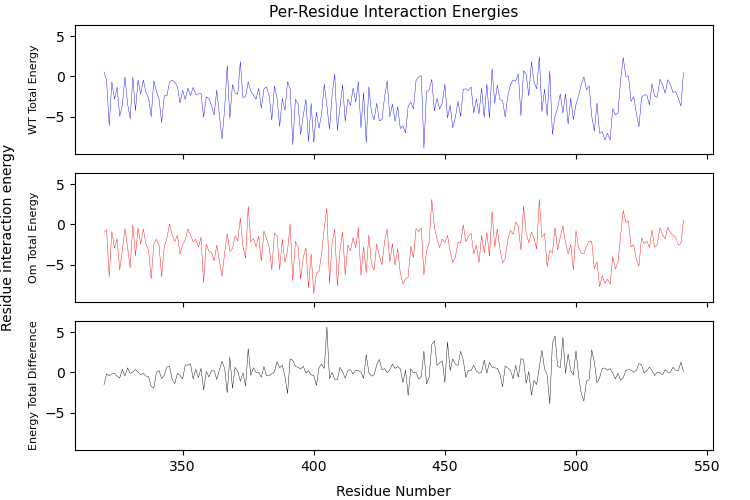 Per-Residue Interaction Energies
Residue interaction energy
WT Total Energy
5
0
−5
Om Total Energy
5
0
−5
Energy Total Difference
5
0
−5
350 400 450 500 550
Residue Number